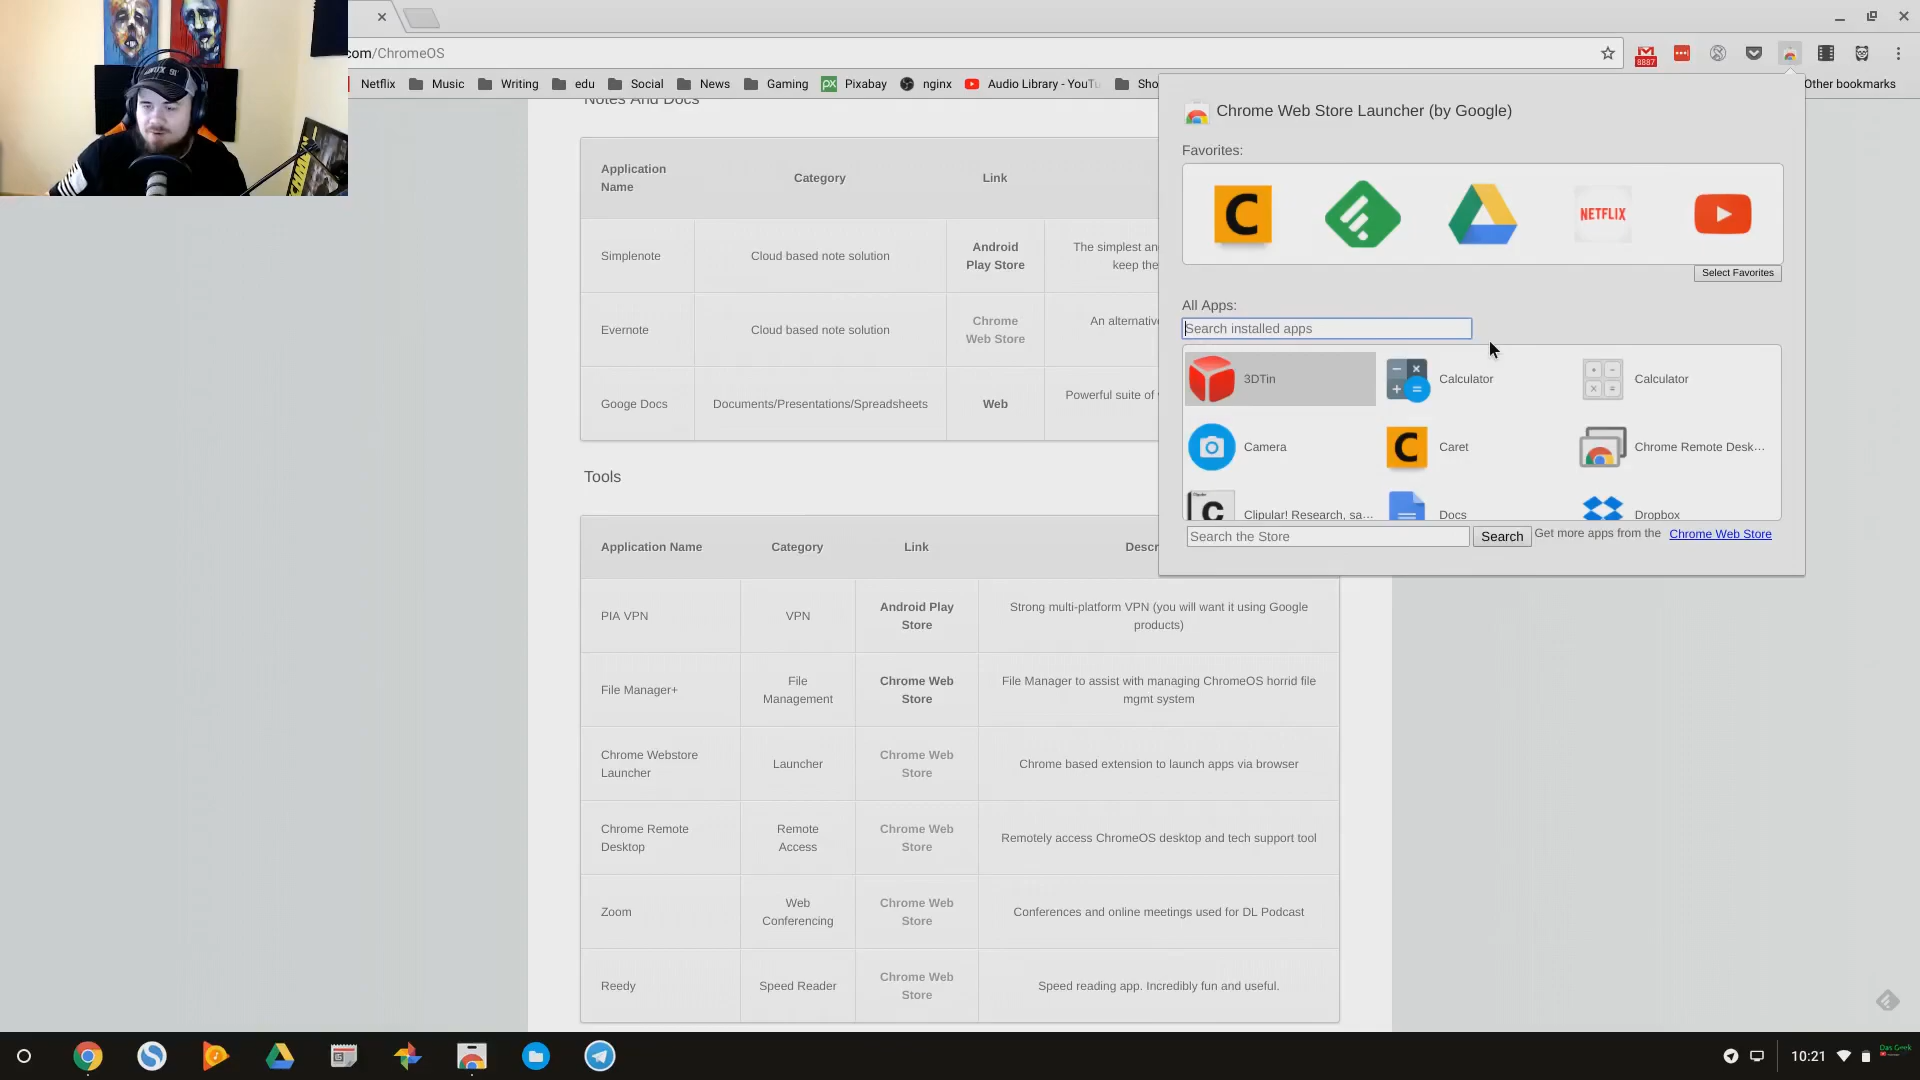 com/ChromeOS
8887
Netflix
Music
Writing
edu
Social
News
Gaming
px
Pixabay
nginx
Audio Library - YouTu
Sho
Other bookmarks
Notes And Docs
Application
Name
Category
Link
Simplenote
Cloud based note solution
Android
Play Store
The simplest an
keep the
Evernote
Cloud based note solution
Chrome
Web Store
An alternativ
Googe Docs
Documents/Presentations/Spreadsheets
Web
Powerful suite of
Tools
Application Name
Category
Link
Descr
PIA VPN
VPN
Android Play
Store
Strong multi-platform VPN (you will want it using Google
products)
File Manager+
File
Management
Chrome Web
Store
File Manager to assist with managing ChromeOS horrid file
mgmt system
Chrome Webstore
Launcher
Launcher
Chrome Web
Store
Chrome based extension to launch apps via browser
Chrome Remote
Desktop
Remote
Access
Chrome Web
Store
Remotely access ChromeOS desktop and tech support tool
Zoom
Web
Conferencing
Chrome Web
Store
Conferences and online meetings used for DL Podcast
Reedy
Speed Reader
Chrome Web
Store
Speed reading app. Incredibly fun and useful.
Chrome Web Store Launcher (by Google)
Favorites:
C
NETFLIX
Select Favorites
All Apps:
Search installed apps
3DTin
Calculator
Calculator
Camera
C
Caret
Chrome Remote Desk...
C
Clipular! Research, sa...
Docs
Dropbox
Search the Store
Search
Get more apps from the
Chrome Web Store
10:21
Das Geek